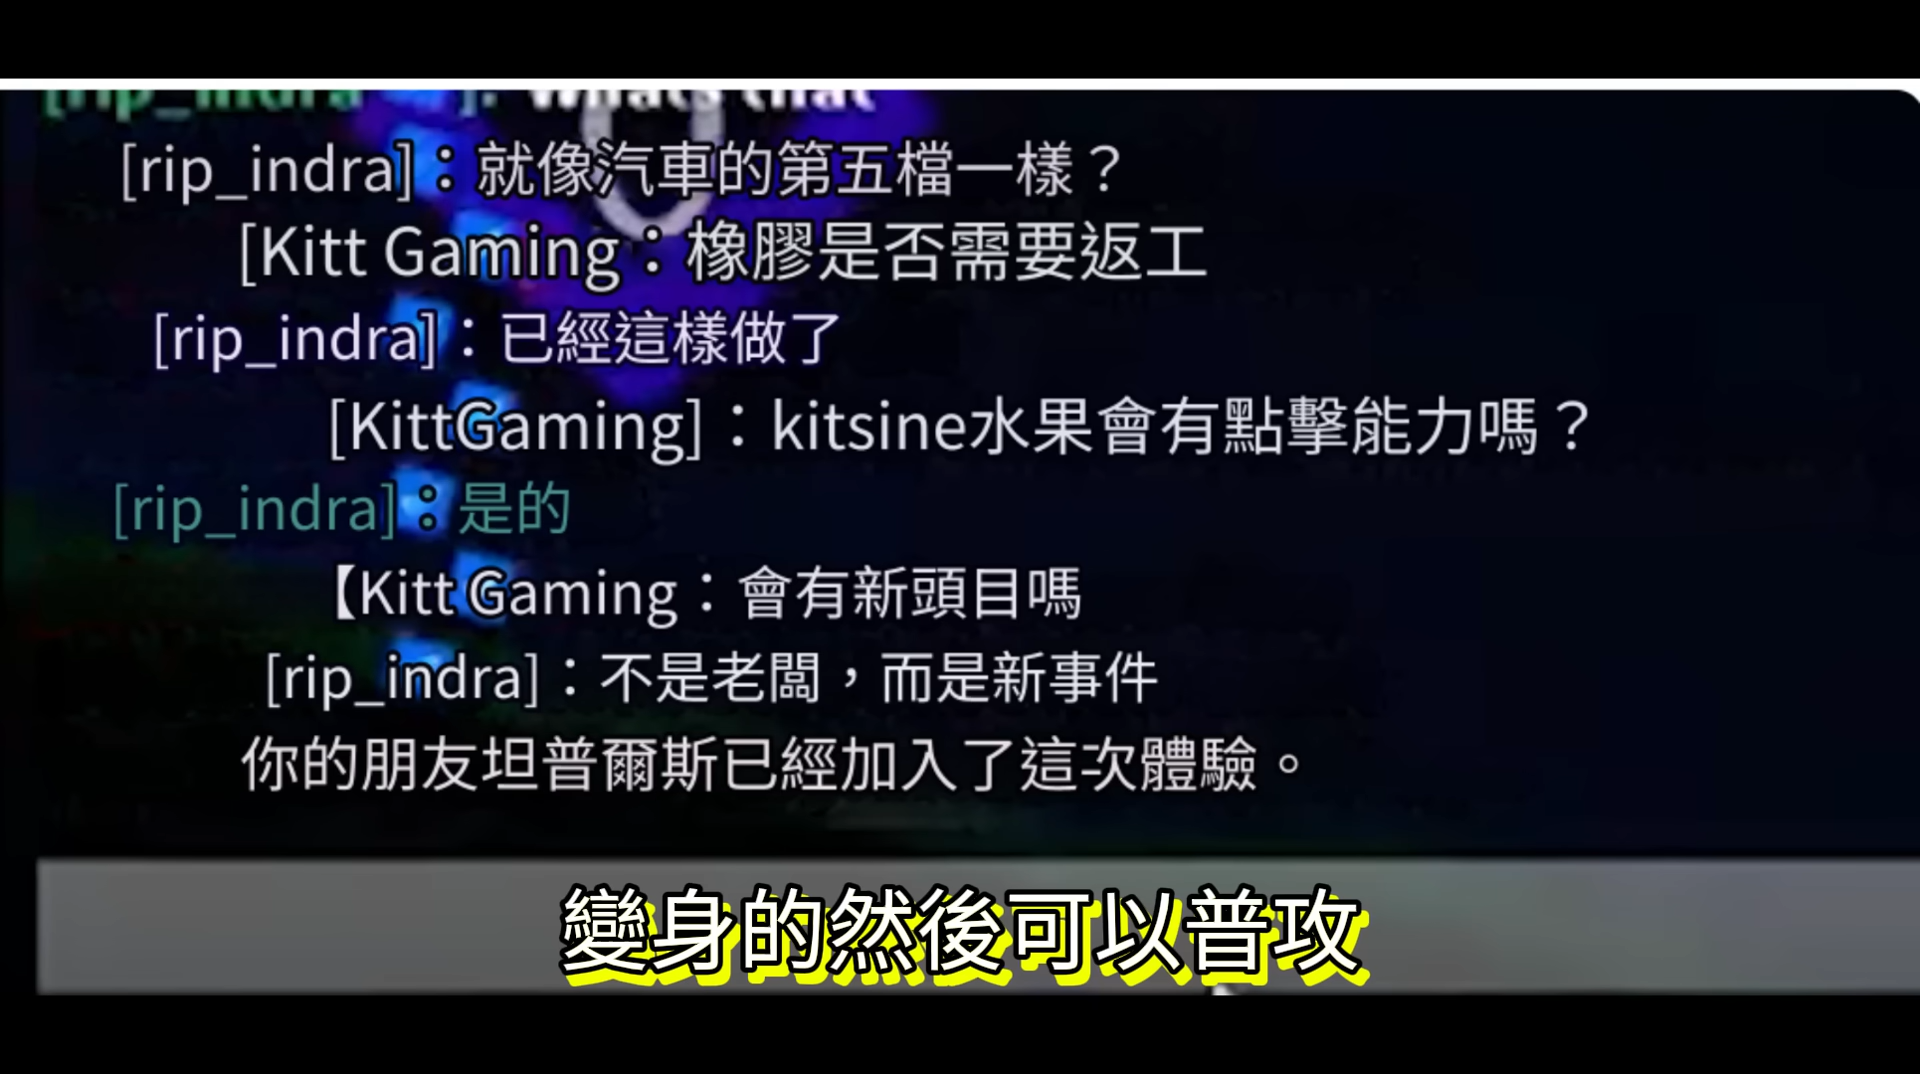 [rip_indra]: Whats that
[rip_indra]：就像汽車的第五檔一樣？
[Kitt Gaming：橡膠是否需要返工
[rip_indra]：已經這樣做了
[KittGaming]：kitsine水果會有點擊能力嗎？
[rip_indra]：是的
【Kitt Gaming：會有新頭目嗎
[rip_indra]：不是老闆，而是新事件
你的朋友坦普爾斯已經加入了這次體驗。
變身的然後可以普攻